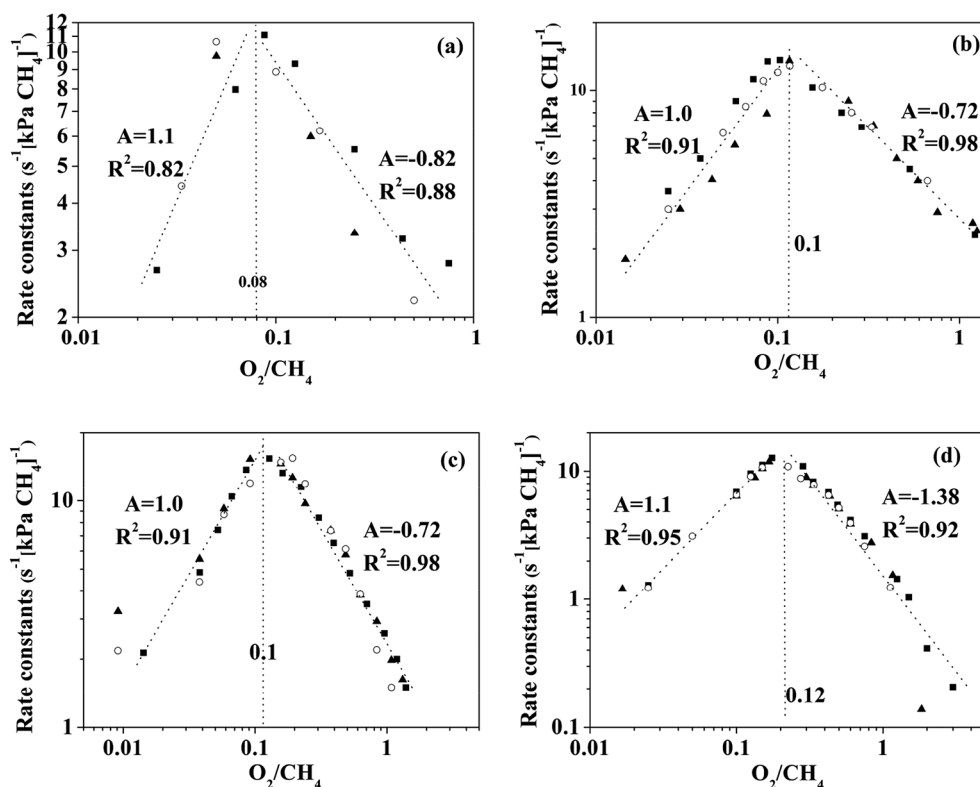 (a)
12
11
10
9
8
7
6
5
4
3
2
A=1.1
R²=0.82
A=-0.82
R²=0.88
0.08
0.01
0.1
1
O₂/CH₄
Rate constants (s⁻¹[kPa CH₄]⁻¹)
(b)
10
1
A=1.0
R²=0.91
A=-0.72
R²=0.98
0.1
0.01
0.1
1
O₂/CH₄
Rate constants (s⁻¹[kPa CH₄]⁻¹)
(c)
10
1
A=1.0
R²=0.91
A=-0.72
R²=0.98
0.1
0.01
0.1
1
O₂/CH₄
Rate constants (s⁻¹[kPa CH₄]⁻¹)
(d)
10
1
0.1
A=1.1
R²=0.95
A=-1.38
R²=0.92
0.12
0.01
0.1
1
O₂/CH₄
Rate constants (s⁻¹[kPa CH₄]⁻¹)